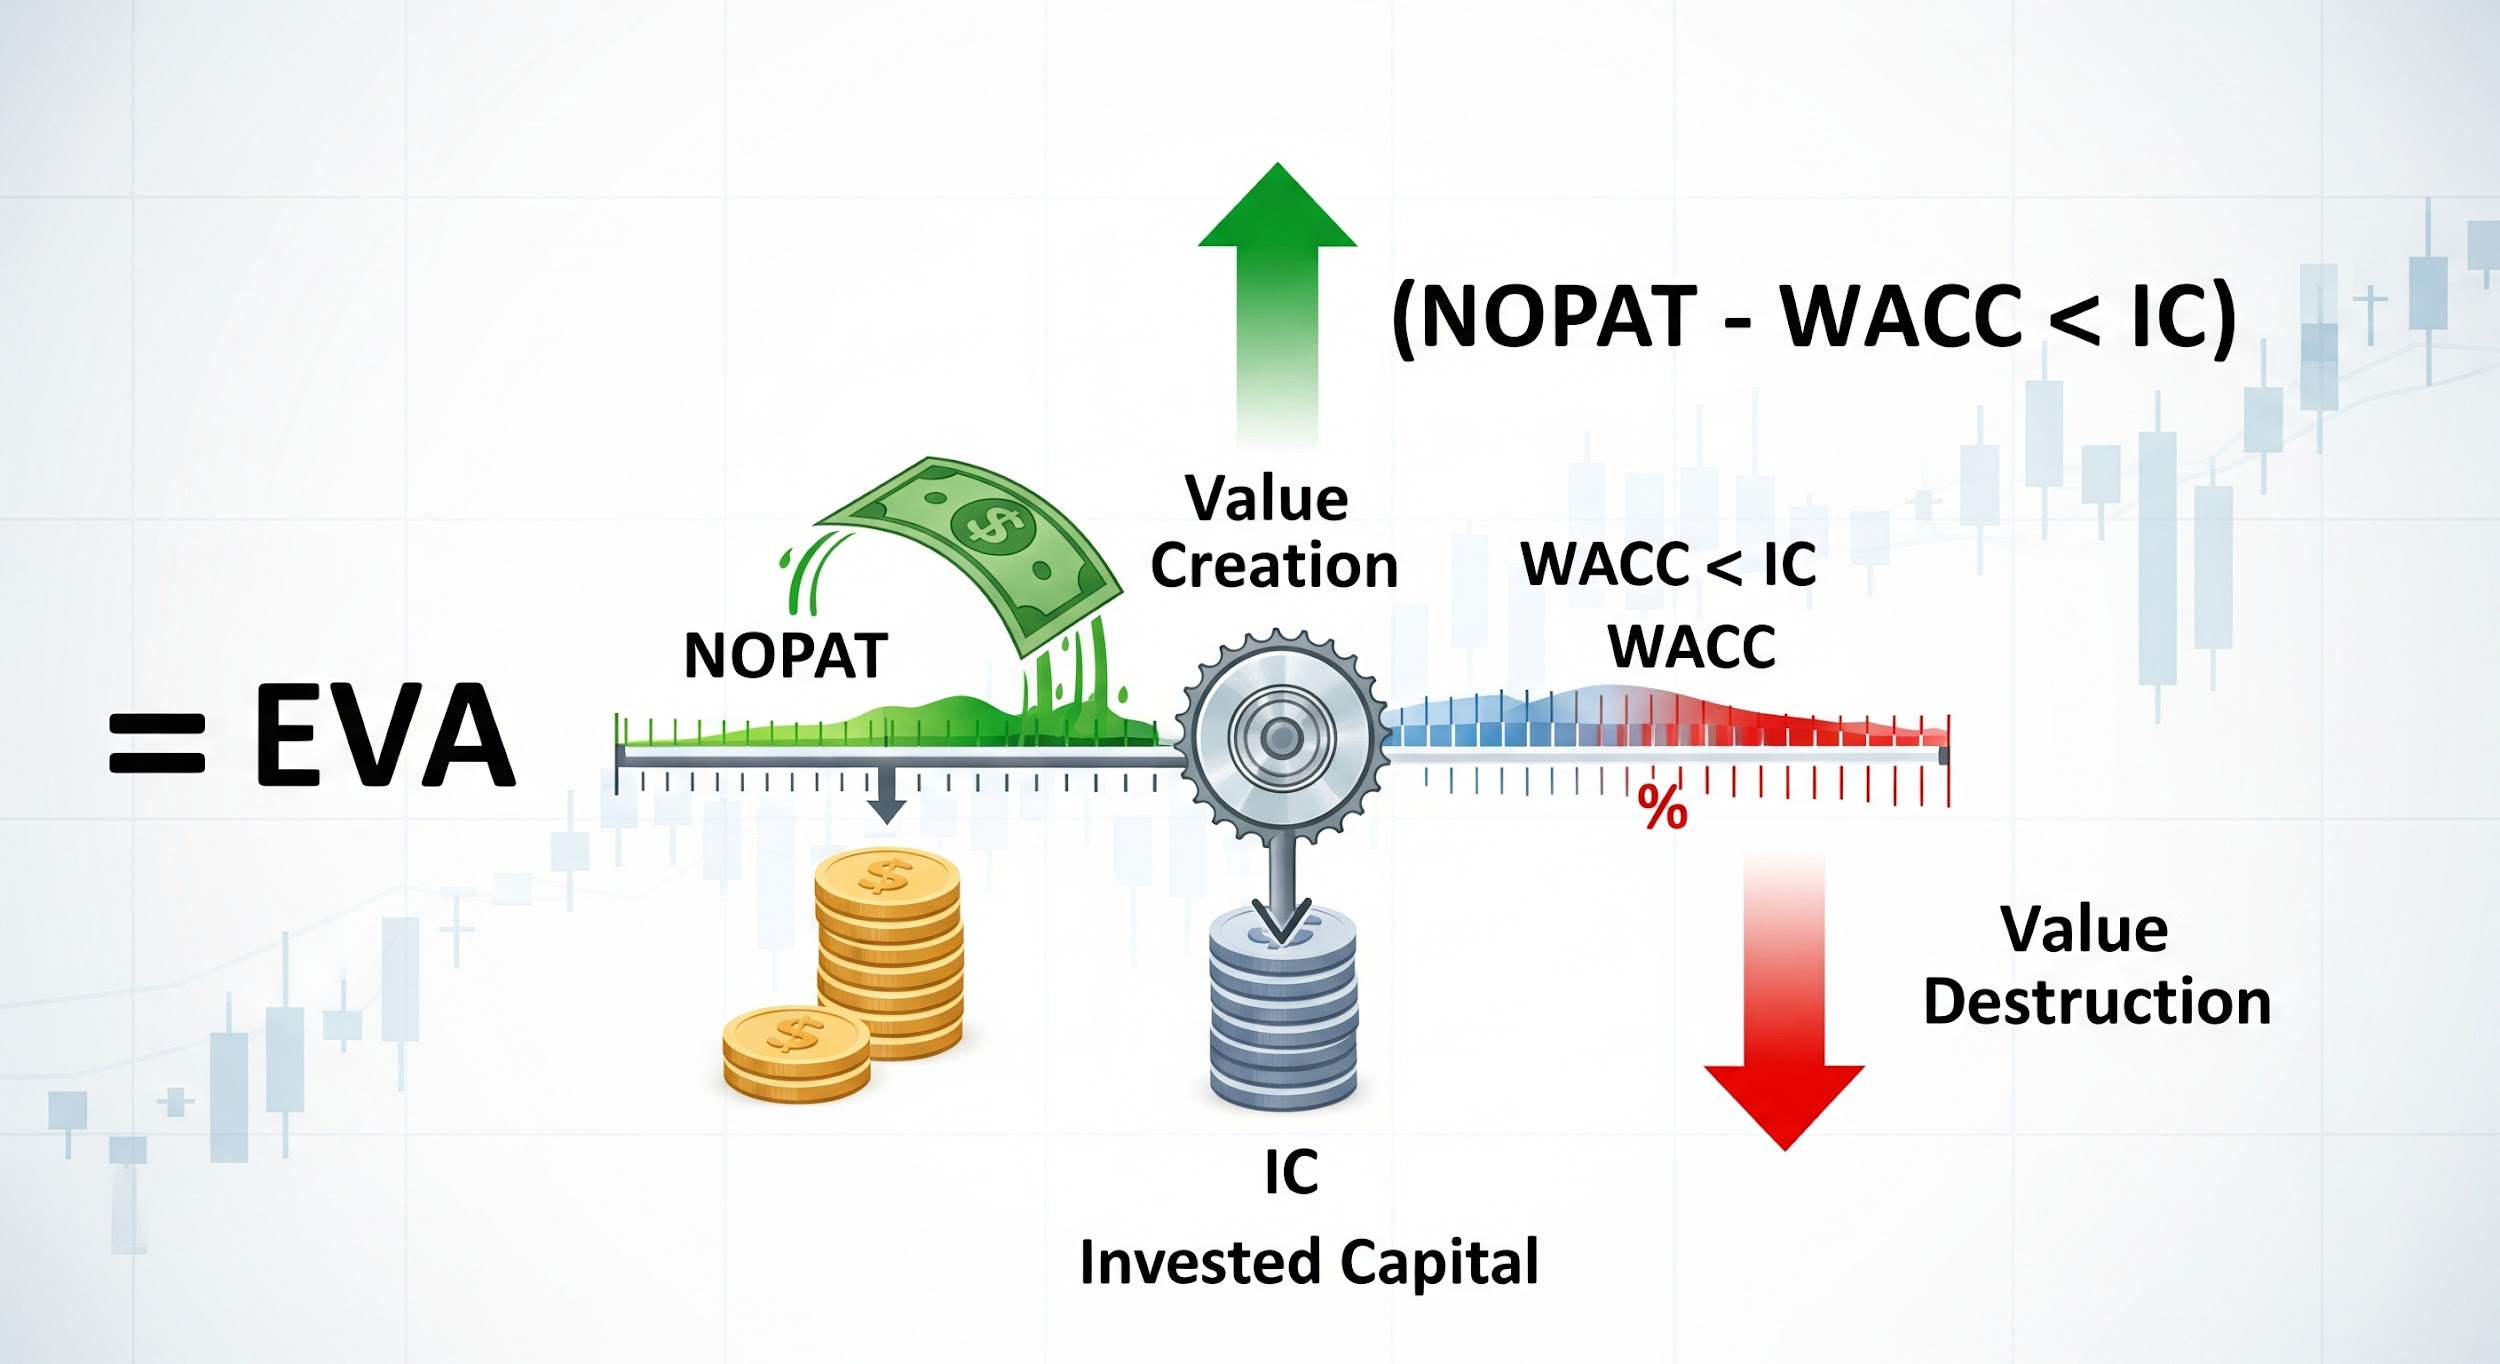 (NOPAT - WACC < IC)
Value
Creation
WACC < IC
NOPAT
WACC
= EVA
%
Value
Destruction
IC
Invested Capital